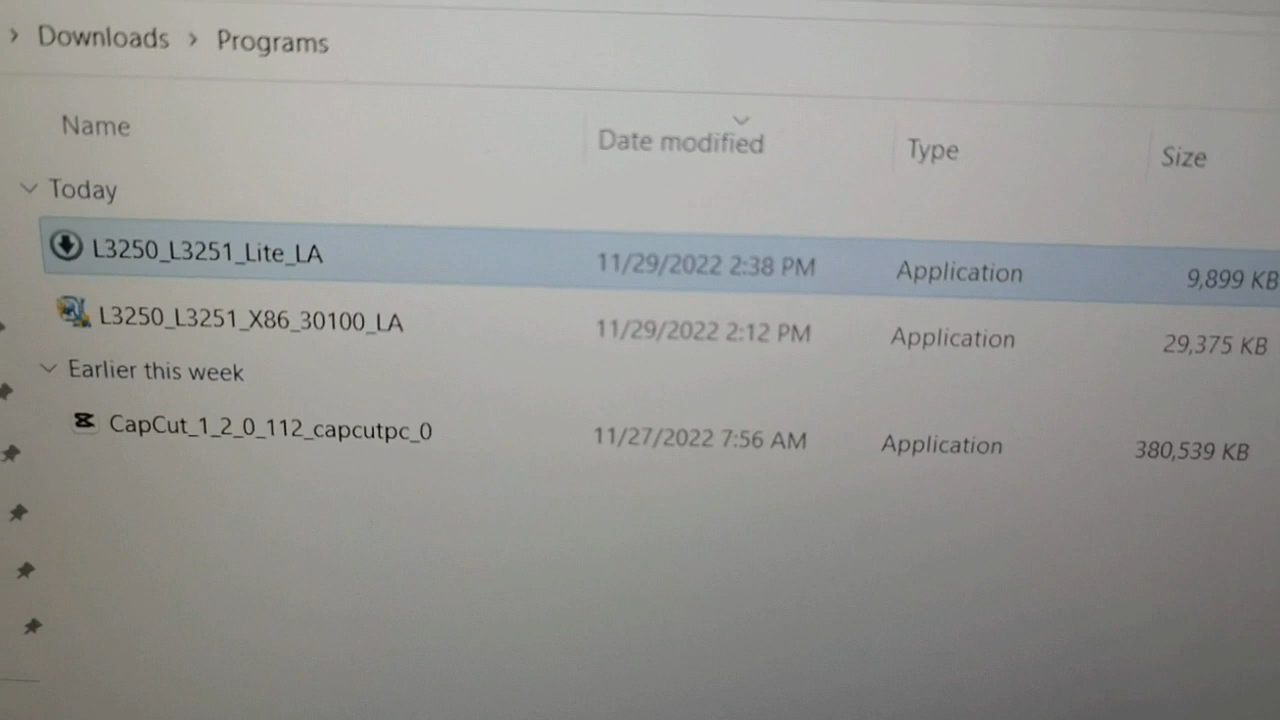 Downloads > Programs
Name Date modified Type Size
Today
L3250_L3251_Lite_LA 11/29/2022 2:38 PM Application 9,899 KB
L3250_L3251_X86_30100_LA 11/29/2022 2:12 PM Application 29,375 KB
Earlier this week
CapCut_1_2_0_112_capcutpc_0 11/27/2022 7:56 AM Application 380,539 KB